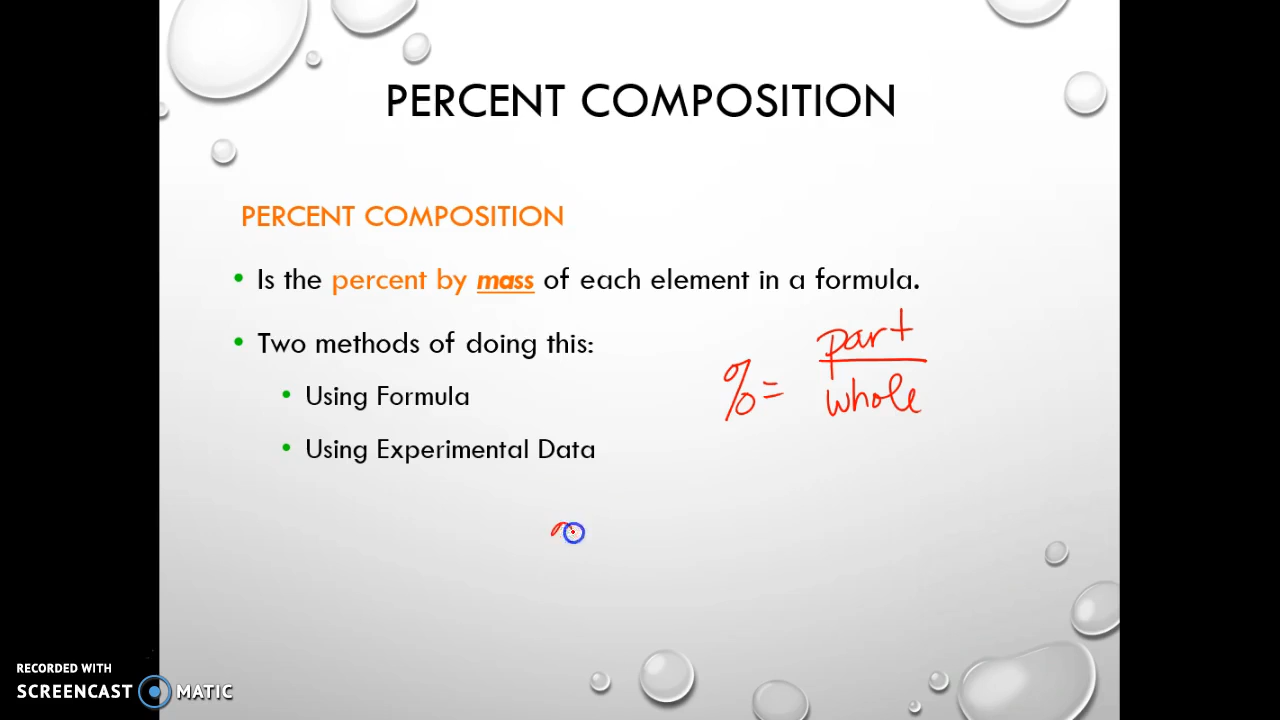 PERCENT COMPOSITION
PERCENT COMPOSITION
• Is the percent by mass of each element in a formula.
• Two methods of doing this:
• Using Formula
• Using Experimental Data
% = part
whole
RECORDED WITH
SCREENCAST MATIC